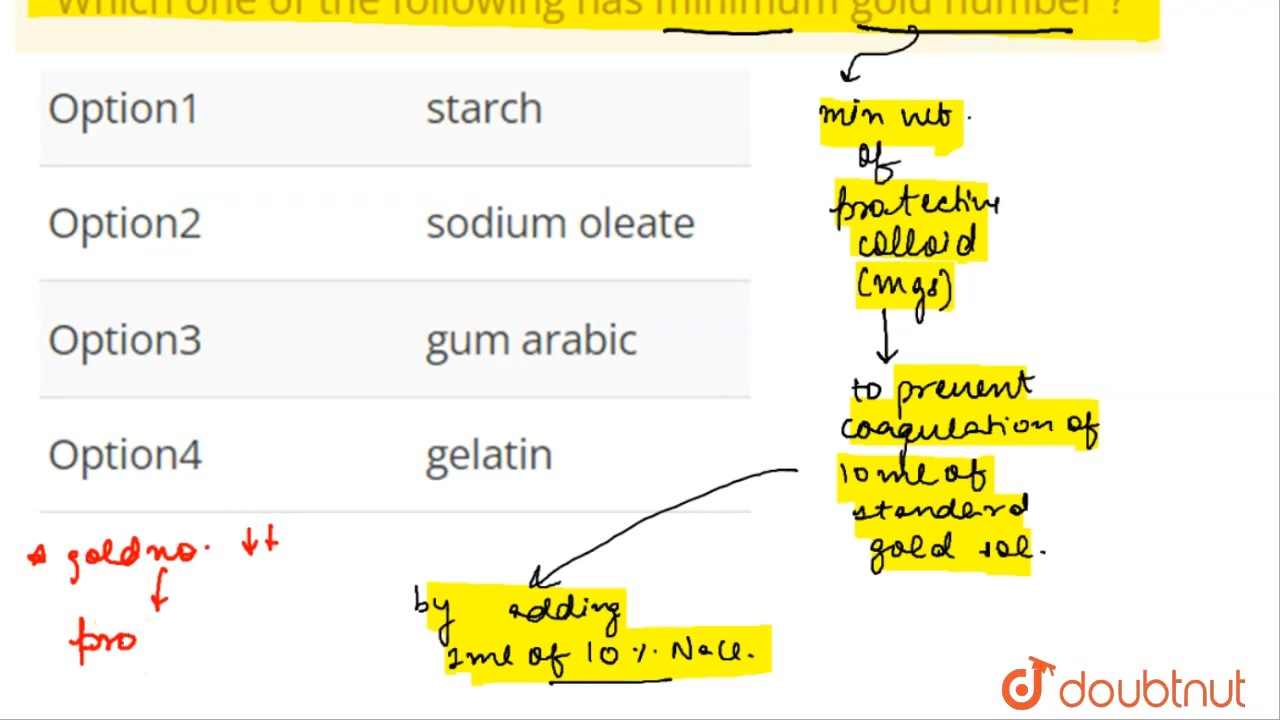 Which one of the following has minimum gold number ?
Option1 starch
Option2 sodium oleate
Option3 gum arabic
Option4 gelatin
min wt.
of
protective
colloid
(mgs)
to prevent
coagulation of
10 ml of
standard
gold sol.
by adding
1ml of 10 %. NaCl.
gold no. ↓↓
pro
doubtnut